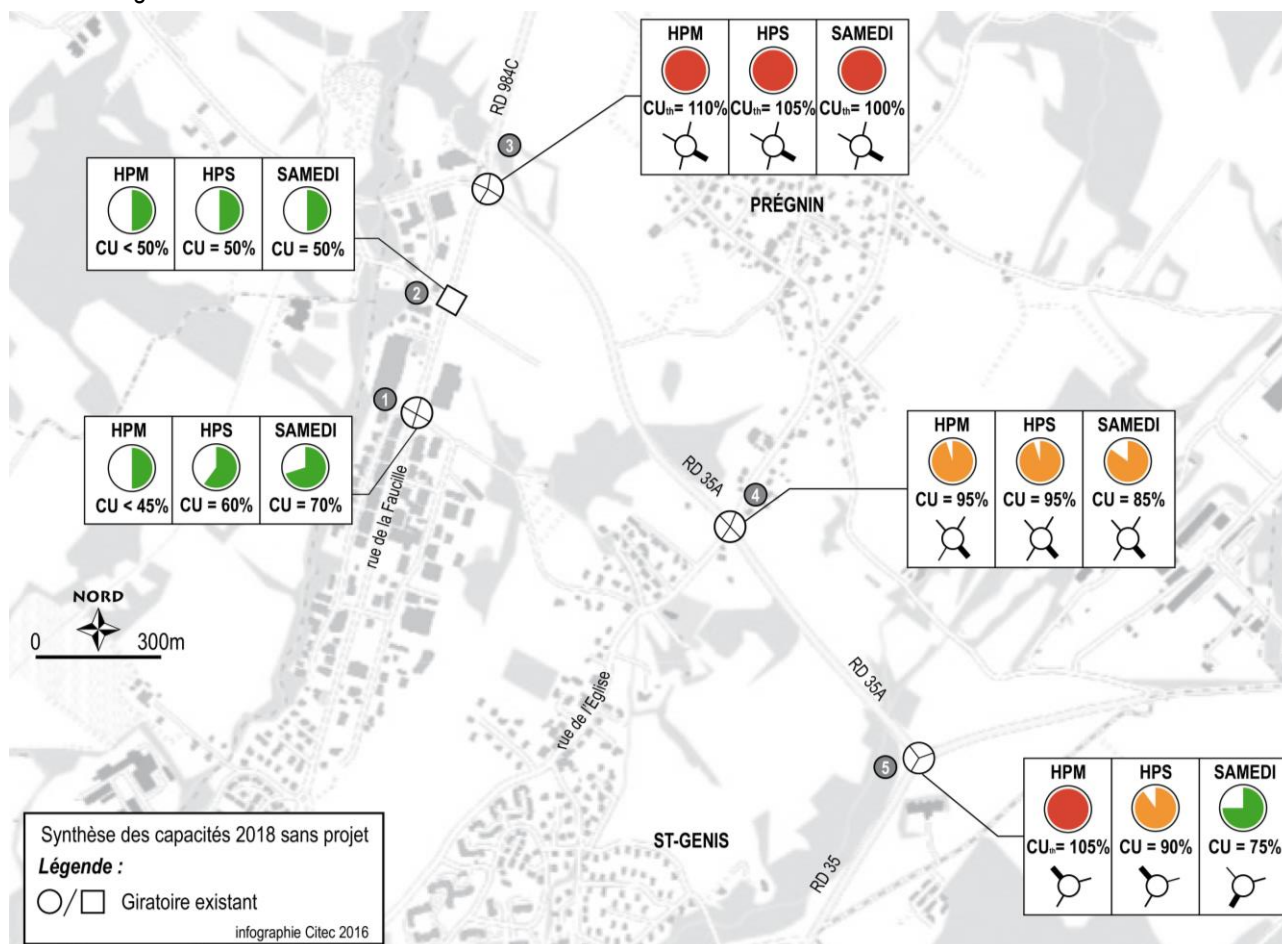 HPM HPS SAMEDI
CUth= 110% CUth= 105% CUth= 100%
RD 984C
3
PRÉGNIN
HPM HPS SAMEDI
CU < 50% CU = 50% CU = 50%
2
1
HPM HPS SAMEDI
CU < 45% CU = 60% CU = 70%
rue de la Faucille
RD 35A
4
HPM HPS SAMEDI
CU = 95% CU = 95% CU = 85%
NORD
0 300m
rue de l'Eglise
RD 35A
5
HPM HPS SAMEDI
CUth= 105% CU = 90% CU = 75%
ST-GENIS
RD 35
Synthèse des capacités 2018 sans projet
Légende :
Giratoire existant
infographie Citec 2016